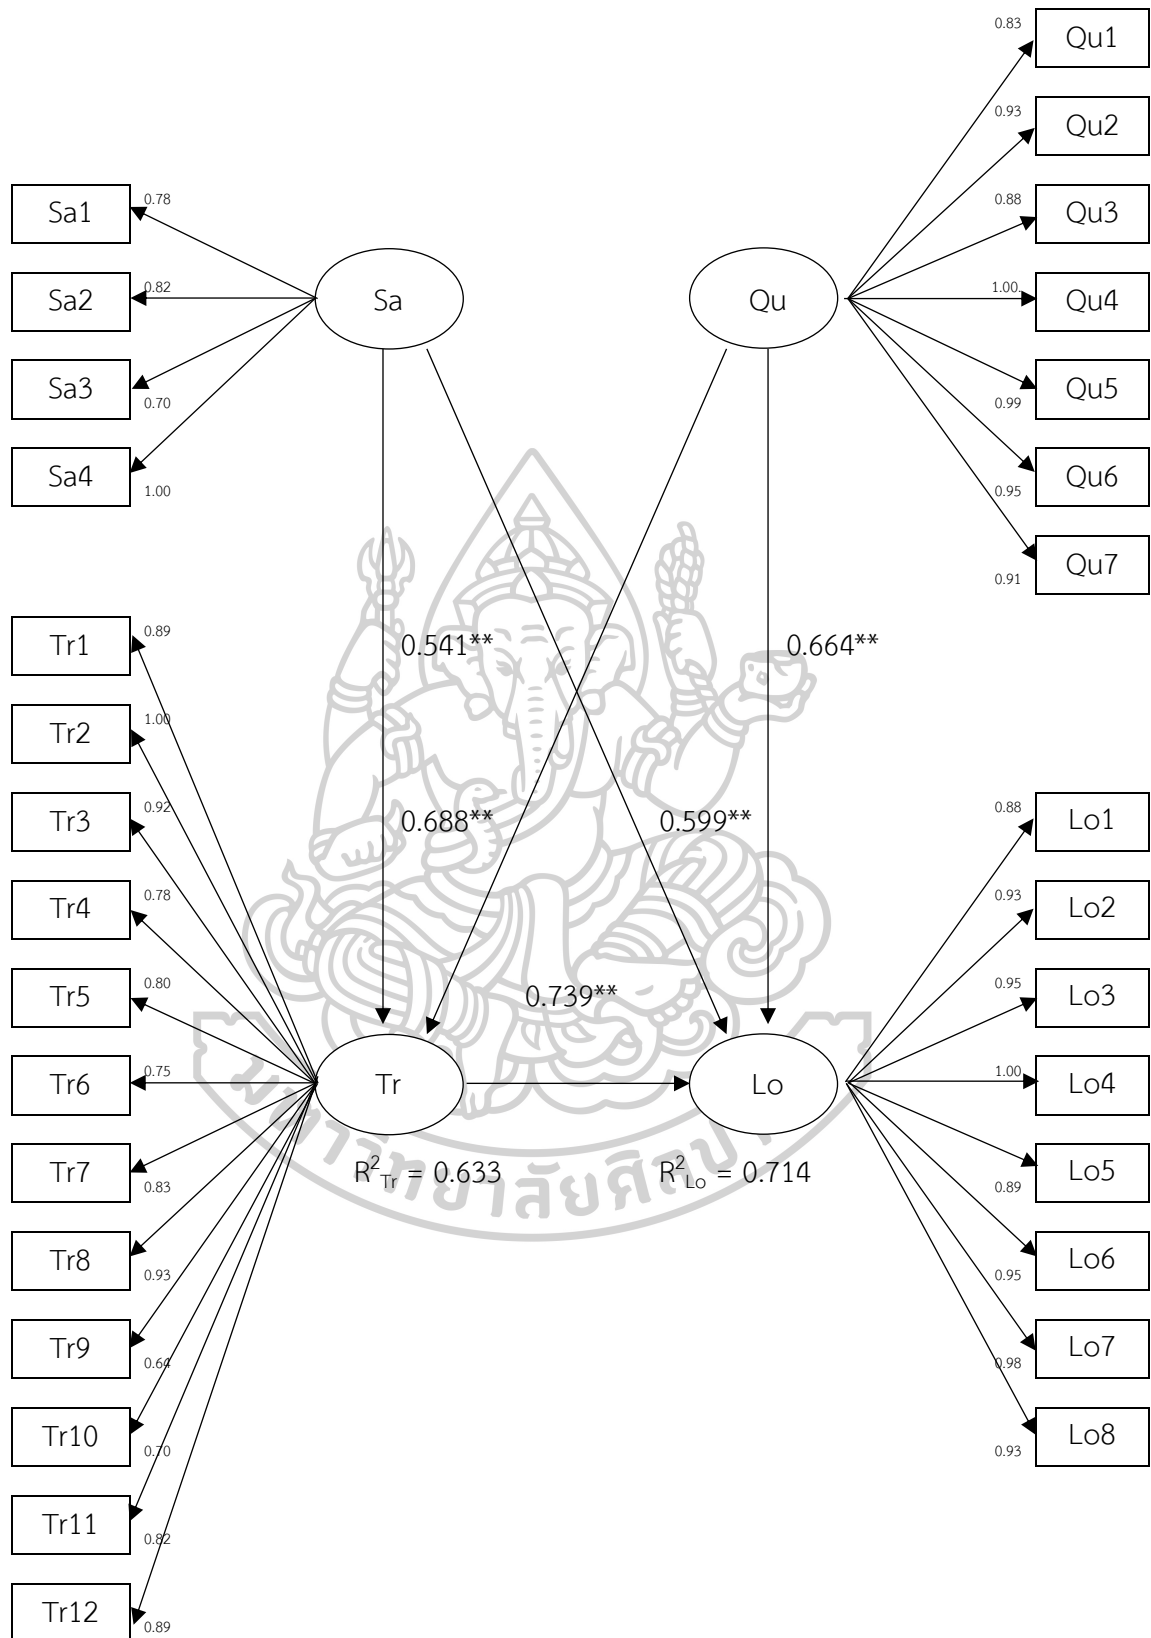 0.83
Qu1
0.93
Qu2
0.88
Qu3
1.00
Qu4
Qu5
0.99
Qu6
0.95
Qu7
0.91
Qu
Sa1
0.78
Sa2
0.82
Sa3
0.70
Sa4
1.00
Sa
0.541**
0.664**
0.688**
0.599**
0.739**
Tr1
0.89
Tr2
1.00
Tr3
0.92
Tr4
0.78
Tr5
0.80
Tr6
0.75
Tr7
0.83
Tr8
0.93
Tr9
0.64
Tr10
0.70
Tr11
0.82
Tr12
0.89
Tr
R²Tr = 0.633
Lo
R²Lo = 0.714
0.88
Lo1
0.93
Lo2
0.95
Lo3
1.00
Lo4
Lo5
0.89
Lo6
0.95
Lo7
0.98
Lo8
0.93